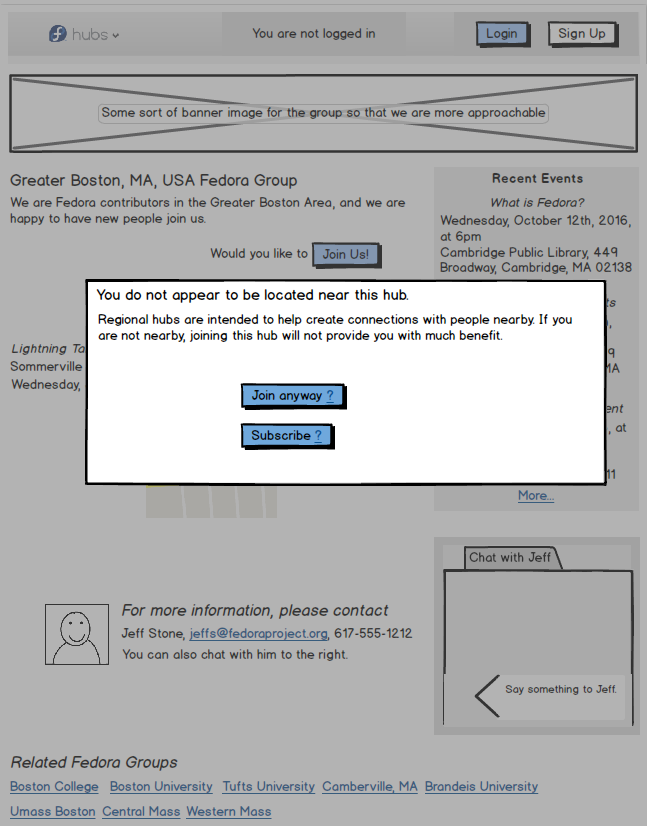 hubs
You are not logged in
Login
Sign Up
Some sort of banner image for the group so that we are more approachable
Greater Boston, MA, USA Fedora Group
We are Fedora contributors in the Greater Boston Area, and we are
happy to have new people join us.
Would you like to
Join Us!
Recent Events
What is Fedora?
Wednesday, October 12th, 2016,
at 6pm
Cambridge Public Library, 449
Broadway, Cambridge, MA 02138
You do not appear to be located near this hub.
Regional hubs are intended to help create connections with people nearby. If you
are not nearby, joining this hub will not provide you with much benefit.
Join anyway ?
Subscribe ?
Lightning Ta
Sommerville
Wednesday,
at
11
More...
Chat with Jeff
Say something to Jeff.
For more information, please contact
Jeff Stone, jeffs@fedoraproject.org, 617-555-1212
You can also chat with him to the right.
Related Fedora Groups
Boston College Boston University Tufts University Camberville, MA Brandeis University
Umass Boston Central Mass Western Mass